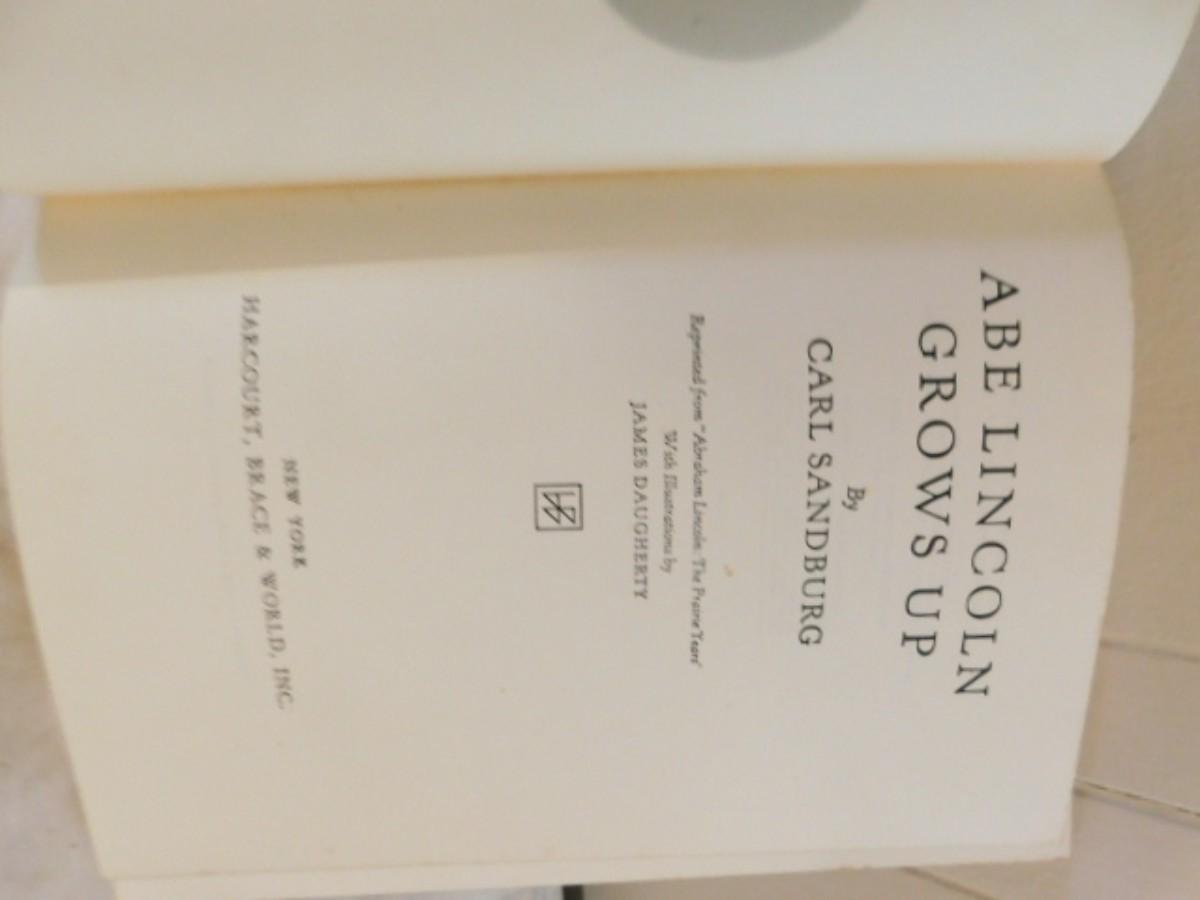 ABE LINCOLN
GROWS UP
By
CARL SANDBURG
Reprinted from "Abraham Lincoln: The Prairie Years"
With Illustrations by
JAMES DAUGHERTY
NEW YORK
HARCOURT, BRACE & WORLD, INC.